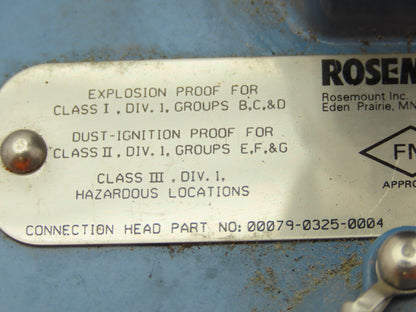 EXPLOSION PROOF FOR
CLASS I, DIV. 1, GROUPS B,C,&D
DUST-IGNITION PROOF FOR
CLASS II, DIV. 1, GROUPS E,F,&G
CLASS III, DIV. 1,
HAZARDOUS LOCATIONS
CONNECTION HEAD PART NO: 00079-0325-0004
ROSEM
Rosemount Inc.
Eden Prairie, MN
FM
APPRO